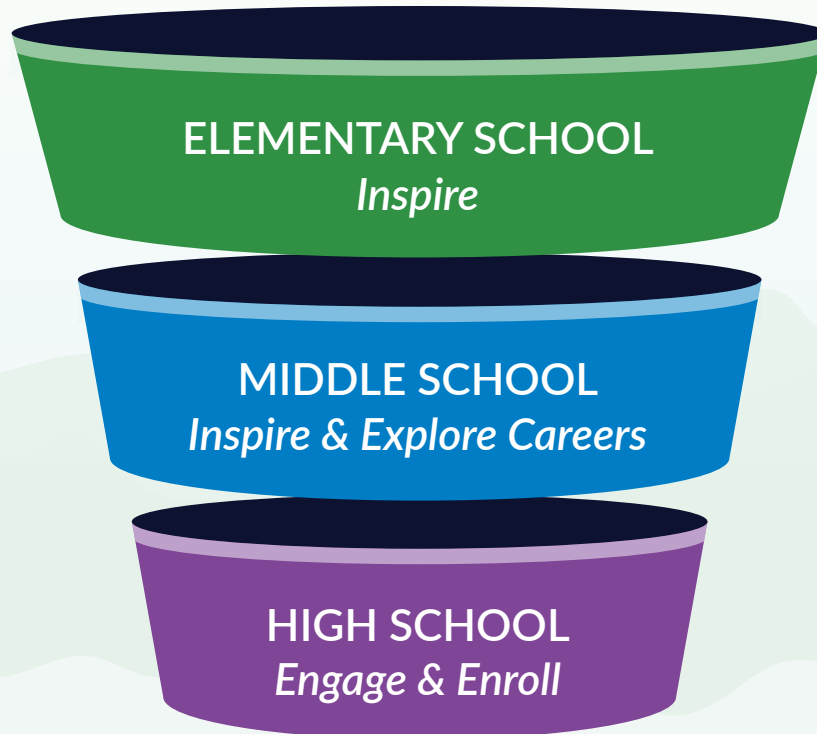 ELEMENTARY SCHOOL
Inspire
MIDDLE SCHOOL
Inspire & Explore Careers
HIGH SCHOOL
Engage & Enroll